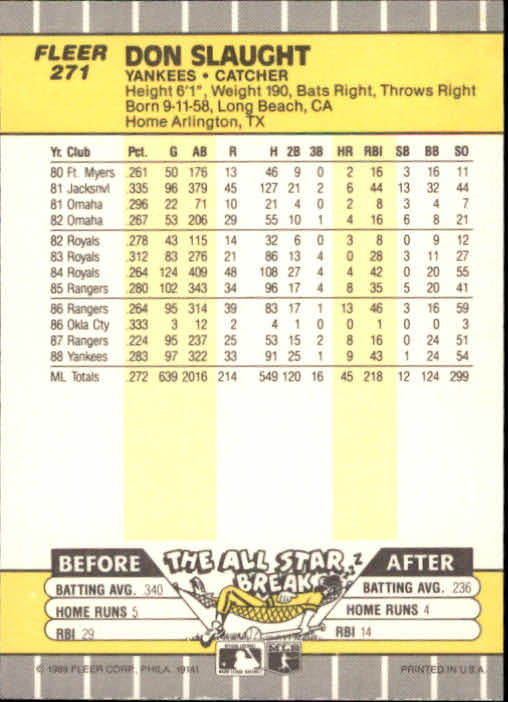 FLEER
271
DON SLAUGHT
YANKEES • CATCHER
Height 6'1", Weight 190, Bats Right, Throws Right
Born 9-11-58, Long Beach, CA
Home Arlington, TX
Yr. Club Pct. G AB R H 2B 3B HR RBI SB BB SO
80 Ft. Myers .261 50 176 13 46 9 0 2 16 3 16 11
81 Jacksnvl .335 96 379 45 127 21 2 6 44 13 32 44
81 Omaha .296 22 71 10 21 4 0 2 8 3 4 7
82 Omaha .267 53 206 29 55 10 1 4 16 6 8 21
82 Royals .278 43 115 14 32 6 0 3 8 0 9 12
83 Royals .312 83 276 21 86 13 4 0 28 3 11 27
84 Royals .264 124 409 48 108 27 4 4 42 0 20 55
85 Rangers .280 102 343 34 96 17 4 8 35 5 20 41
86 Rangers .264 95 314 39 83 17 1 13 46 3 16 59
86 Okla Cty .333 3 12 2 4 1 0 0 1 0 0 3
87 Rangers .224 95 237 25 53 15 2 8 16 0 24 51
88 Yankees .283 97 322 33 91 25 1 9 43 1 24 54
ML Totals .272 639 2016 214 549 120 16 45 218 12 124 299
BEFORE THE ALL STAR BREAK AFTER
BATTING AVG. .340 BATTING AVG. .236
HOME RUNS 5 HOME RUNS 4
RBI 29 RBI 14
© 1989 FLEER CORP., PHILA. 19141 PRINTED IN U.S.A.